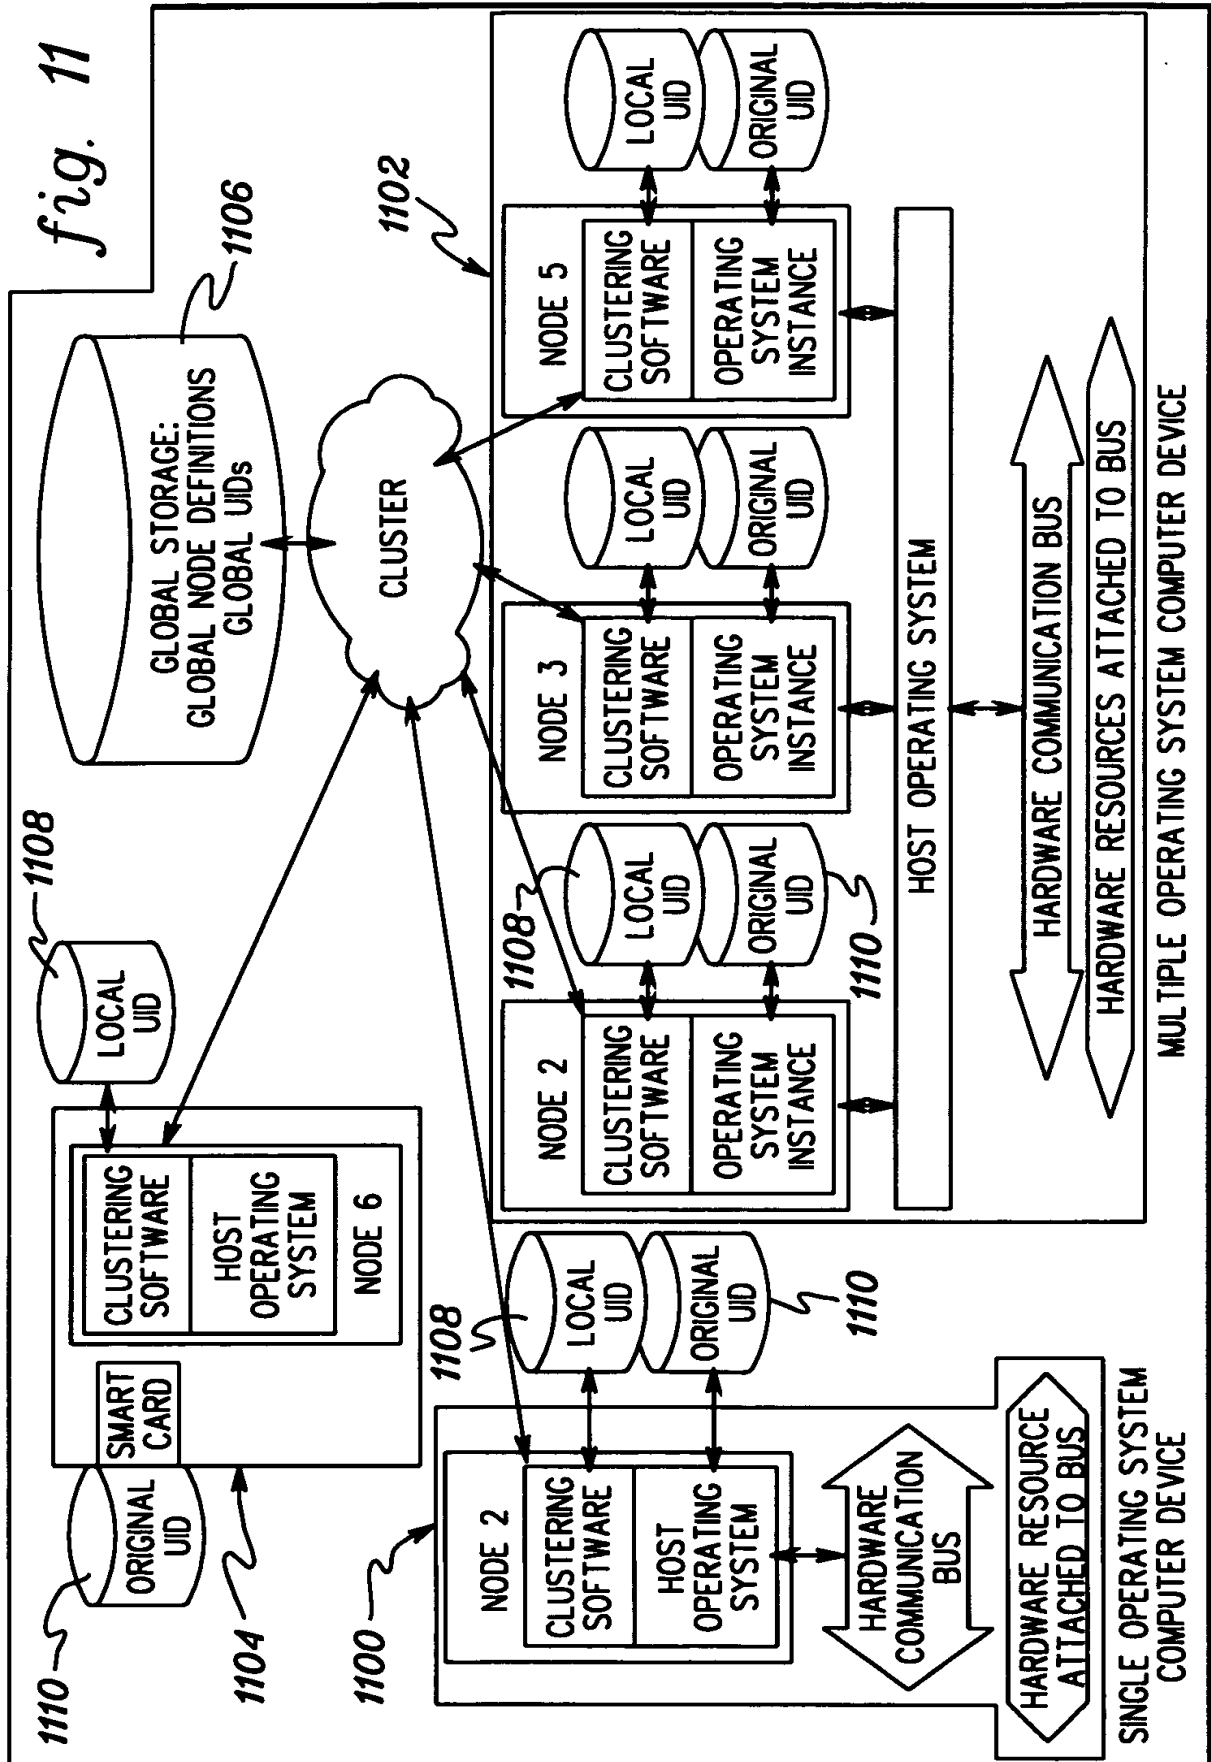 fig. 11
1106
GLOBAL STORAGE:
GLOBAL NODE DEFINITIONS
GLOBAL UIDs
CLUSTER
1108
LOCAL
UID
CLUSTERING
SOFTWARE
HOST
OPERATING
SYSTEM
NODE 6
SMART
CARD
ORIGINAL
UID
1110
1104
1100
NODE 2
CLUSTERING
SOFTWARE
HOST
OPERATING
SYSTEM
1108
LOCAL
UID
ORIGINAL
UID
1110
HARDWARE
COMMUNICATION
BUS
HARDWARE RESOURCE
ATTACHED TO BUS
SINGLE OPERATING SYSTEM
COMPUTER DEVICE
1102
NODE 2
CLUSTERING
SOFTWARE
OPERATING
SYSTEM
INSTANCE
1108
LOCAL
UID
ORIGINAL
UID
1110
NODE 3
CLUSTERING
SOFTWARE
OPERATING
SYSTEM
INSTANCE
LOCAL
UID
ORIGINAL
UID
NODE 5
CLUSTERING
SOFTWARE
OPERATING
SYSTEM
INSTANCE
LOCAL
UID
ORIGINAL
UID
HOST OPERATING SYSTEM
HARDWARE COMMUNICATION BUS
HARDWARE RESOURCES ATTACHED TO BUS
MULTIPLE OPERATING SYSTEM COMPUTER DEVICE